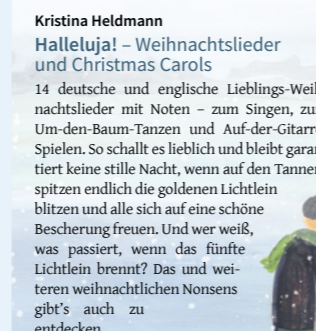 Kristina Heldmann
Halleluja! – Weihnachtslieder
und Christmas Carols
14 deutsche und englische Lieblings-Weih
nachtslieder mit Noten – zum Singen, zu
Um-den-Baum-Tanzen und Auf-der-Gitarre
Spielen. So schallt es lieblich und bleibt garan
tiert keine stille Nacht, wenn auf den Tannen
spitzen endlich die goldenen Lichtlein
blitzen und alle sich auf eine schöne
Bescherung freuen. Und wer weiß,
was passiert, wenn das fünfte
Lichtlein brennt? Das und wei-
teren weihnachtlichen Nonsens
gibt’s auch zu
entdecken